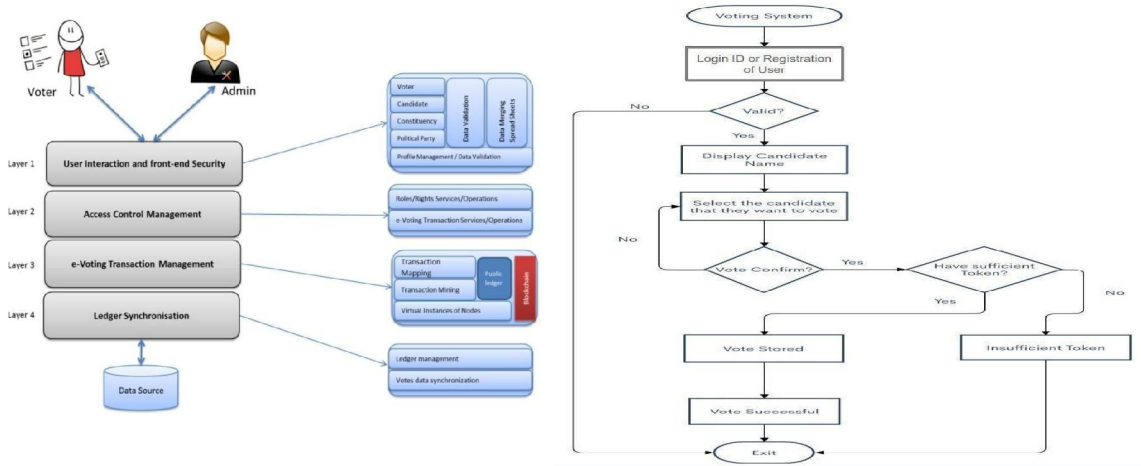 Voter
Admin
Layer 1
User Interaction and front-end Security
Layer 2
Access Control Management
Layer 3
e-Voting Transaction Management
Layer 4
Ledger Synchronisation
Data Source
Voter
Candidate
Constituency
Political Party
Data Validation
Data Merging
Spread Sheets
Profile Management / Data Validation
Roles/Rights Services/Operations
e-Voting Transaction Services/Operations
Transaction
Mapping
Transaction Mining
Public
ledger
Blockchain
Virtual Instances of Nodes
Ledger management
Votes data synchronization
Voting System
Login ID or Registration
of User
Valid?
No
Yes
Display Candidate
Name
Select the candidate
that they want to vote
No
Vote Confirm?
Yes
Have sufficient
Token?
Yes
No
Vote Stored
Insufficient Token
Vote Successful
Exit